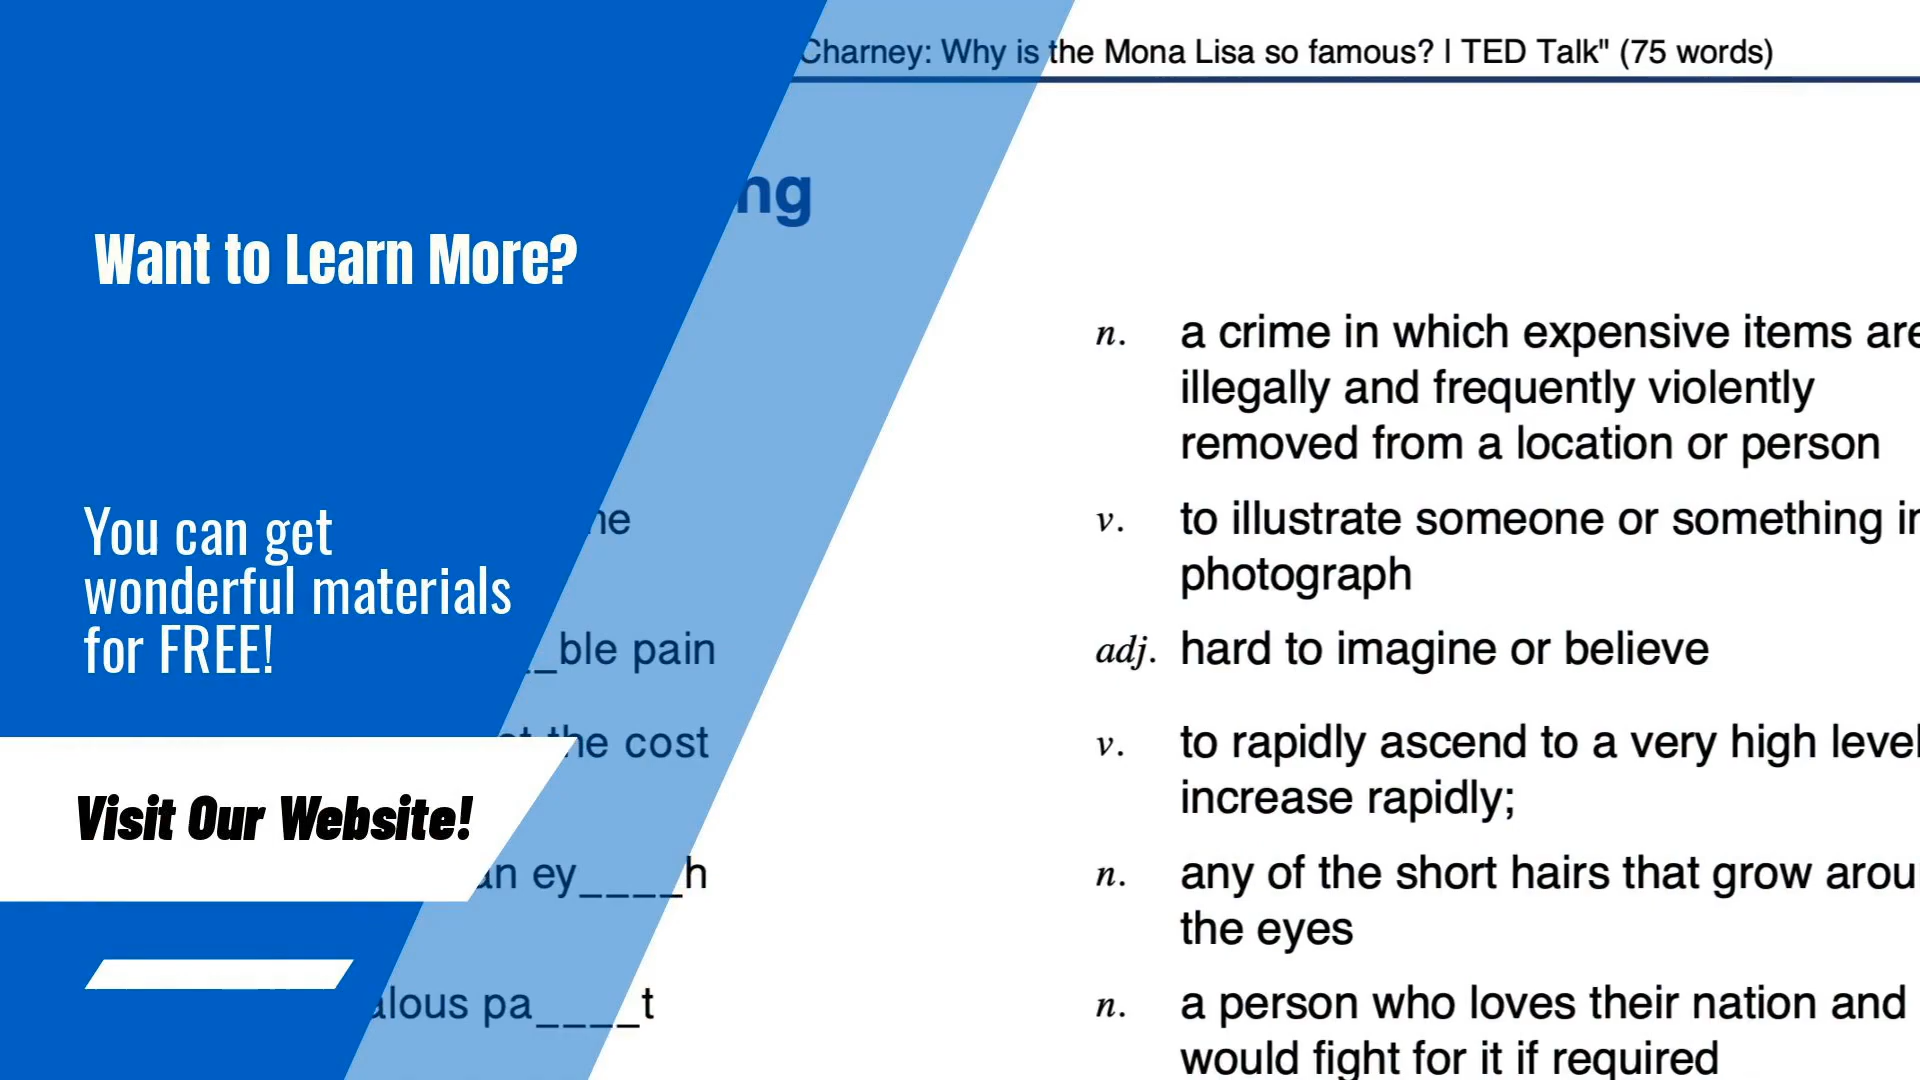 Charney: Why is the Mona Lisa so famous? | TED Talk" (75 words)
ng
Want to Learn More?
You can get
wonderful materials
for FREE!
Visit Our Website!
n. a crime in which expensive items are
illegally and frequently violently
removed from a location or person
ne
v. to illustrate someone or something in
photograph
_ble pain
adj. hard to imagine or believe
the cost
v. to rapidly ascend to a very high level
increase rapidly;
an ey____h
n. any of the short hairs that grow arou
the eyes
alous pa____t
n. a person who loves their nation and
would fight for it if required